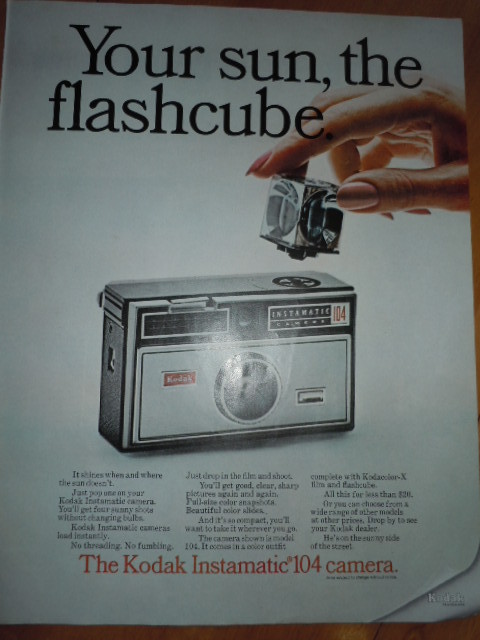 Your sun, the
flashcube.
INSTAMATIC 104
CAMERA
Kodak
It shines when and where
the sun doesn't.
Just pop one on your
Kodak Instamatic camera.
You'll get four sunny shots
without changing bulbs.
Kodak Instamatic cameras
load instantly.
No threading. No fumbling.
Just drop in the film and shoot.
You'll get good, clear, sharp
pictures again and again.
Full-size color snapshots.
Beautiful color slides.
And it's so compact, you'll
want to take it wherever you go.
The camera shown is model
104. It comes in a color outfit
complete with Kodacolor-X
film and flashcube.
All this for less than $20.
Or you can choose from a
wide range of other models
at other prices. Drop by to see
your Kodak dealer.
He's on the sunny side
of the street.
The Kodak Instamatic® 104 camera.
Kodak